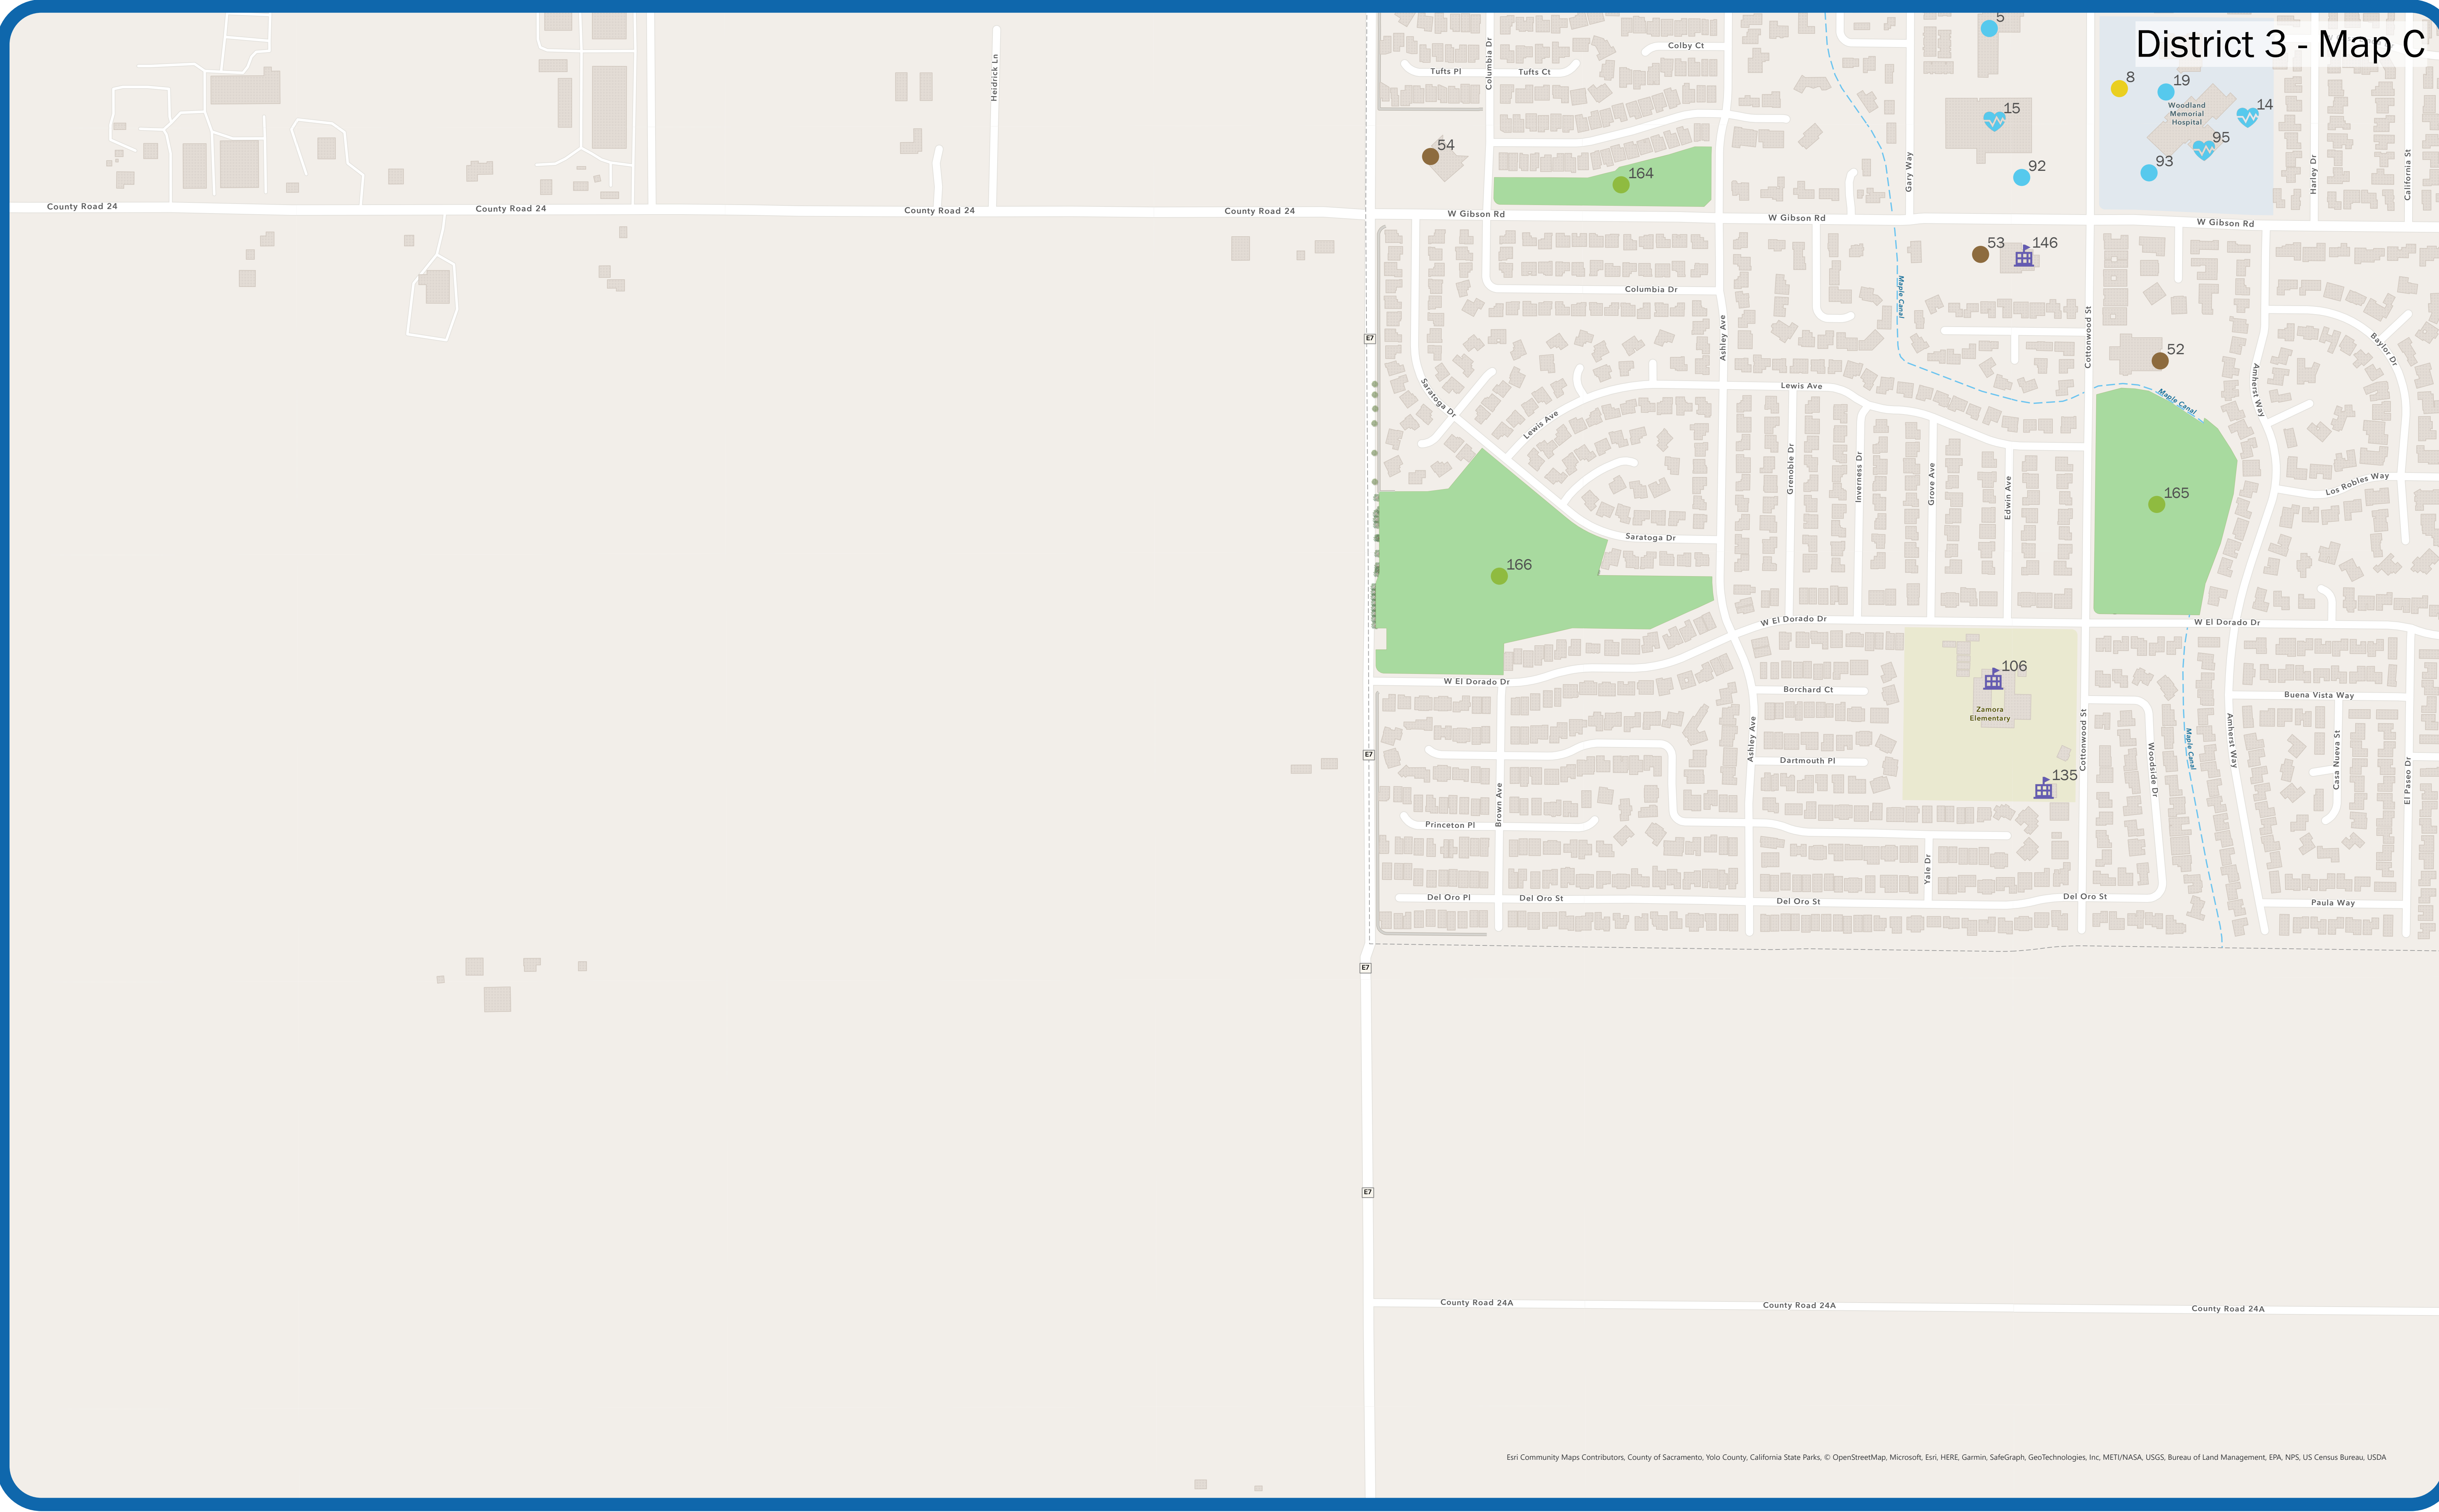 District 3 - Map C
5
Colby Ct
Columbia Dr
Tufts Pl
Tufts Ct
Heidrick Ln
8
19
Woodland
Memorial
Hospital
14
15
95
54
93
92
164
Gary Way
Harley Dr
California St
County Road 24
County Road 24
County Road 24
County Road 24
W Gibson Rd
W Gibson Rd
W Gibson Rd
53
146
Maple Canal
Columbia Dr
E7
Ashley Ave
Cottonwood St
52
Baylor Dr
Amherst Way
Saratoga Dr
Lewis Ave
Lewis Ave
Maple Canal
Grenoble Dr
Inverness Dr
Grove Ave
Edwin Ave
165
Los Robles Way
Saratoga Dr
166
W El Dorado Dr
W El Dorado Dr
W El Dorado Dr
106
Zamora
Elementary
Borchard Ct
Buena Vista Way
Ashley Ave
Cottonwood St
Woodside Dr
Maple Canal
Amherst Way
Casa Nueva St
El Paseo Dr
E7
Dartmouth Pl
135
Brown Ave
Princeton Pl
Yale Dr
Del Oro Pl
Del Oro St
Del Oro St
Del Oro St
Paula Way
E7
E7
County Road 24A
County Road 24A
County Road 24A
Esri Community Maps Contributors, County of Sacramento, Yolo County, California State Parks, © OpenStreetMap, Microsoft, Esri, HERE, Garmin, SafeGraph, GeoTechnologies, Inc, METI/NASA, USGS, Bureau of Land Management, EPA, NPS, US Census Bureau, USDA